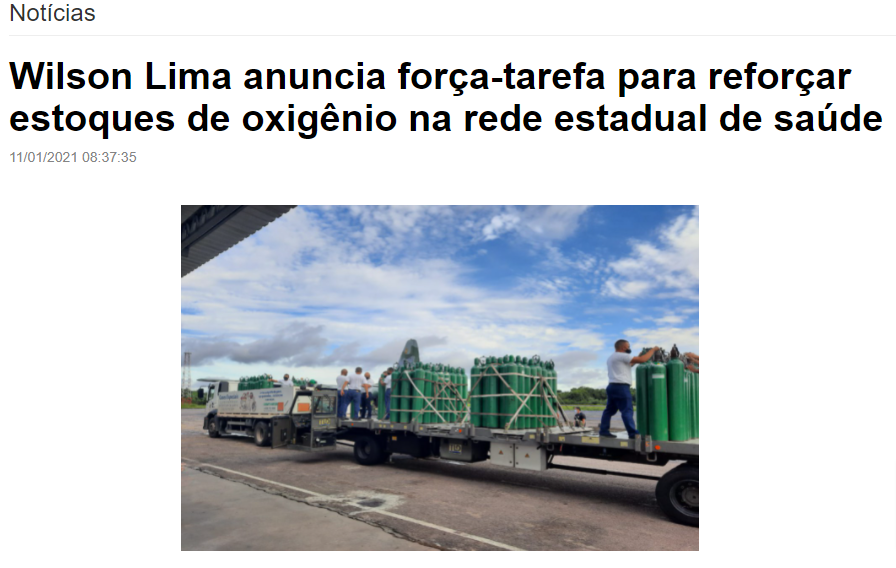 Notícias
Wilson Lima anuncia força-tarefa para reforçar
estoques de oxigênio na rede estadual de saúde
11/01/2021 08:37:35